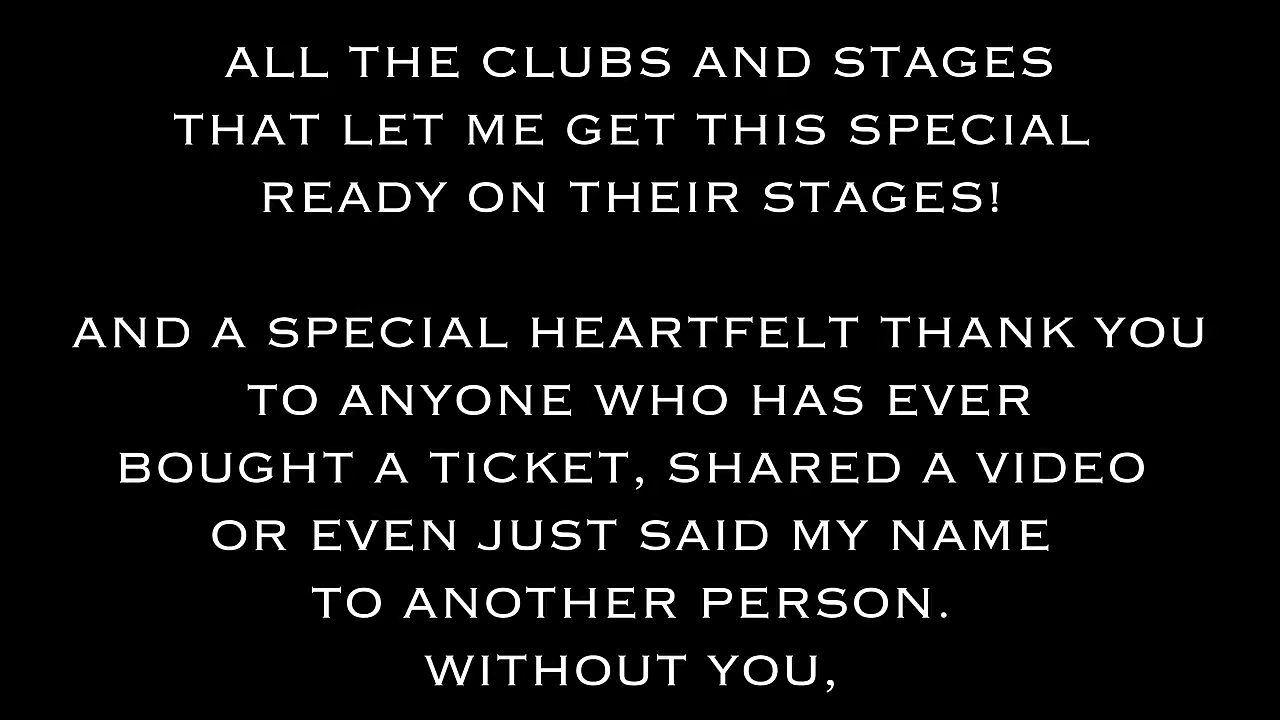 ALL THE CLUBS AND STAGES
THAT LET ME GET THIS SPECIAL
READY ON THEIR STAGES!
AND A SPECIAL HEARTFELT THANK YOU
TO ANYONE WHO HAS EVER
BOUGHT A TICKET, SHARED A VIDEO
OR EVEN JUST SAID MY NAME
TO ANOTHER PERSON.
WITHOUT YOU,